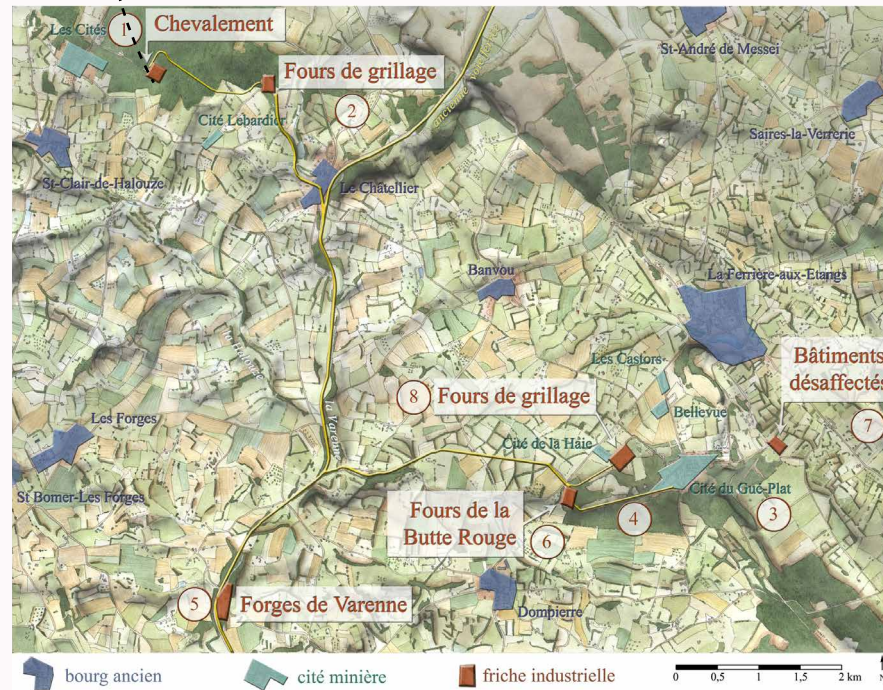 Les Cités
1
Chevalement
St-André de Messei
Fours de grillage
2
ancienne voie ferrée
Saires-la-Verrerie
Cité Lebardier
St-Clair-de-Halouze
Le Châtellier
Banvou
La Ferrière-aux-Etangs
Les Castors
Bâtiments
désaffectés
8
Fours de grillage
Bellevue
7
Les Forges
la Varenne
Cité de la Hâie
St Bomer-Les Forges
Cité du Gué-Plat
Fours de la
Butte Rouge
6
4
3
5
Forges de Varenne
Dompierre
bourg ancien
cité minière
friche industrielle
0
0,5
1
1,5
2 km
N